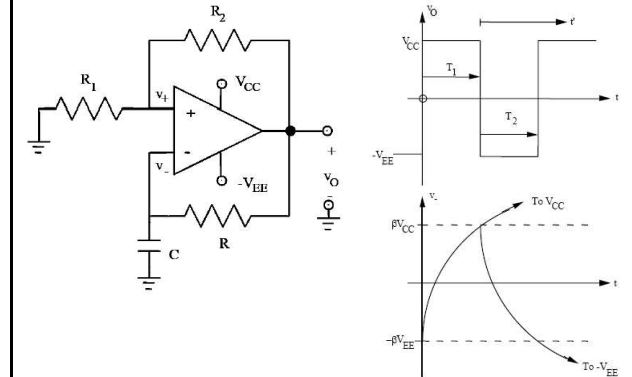 R2
R1
VCC
v+
+
v-
-
-VEE
+
vO
-
R
C
vO
t'
VCC
T1
t
T2
-VEE
v-
To VCC
βVCC
t
-βVEE
To -VEE